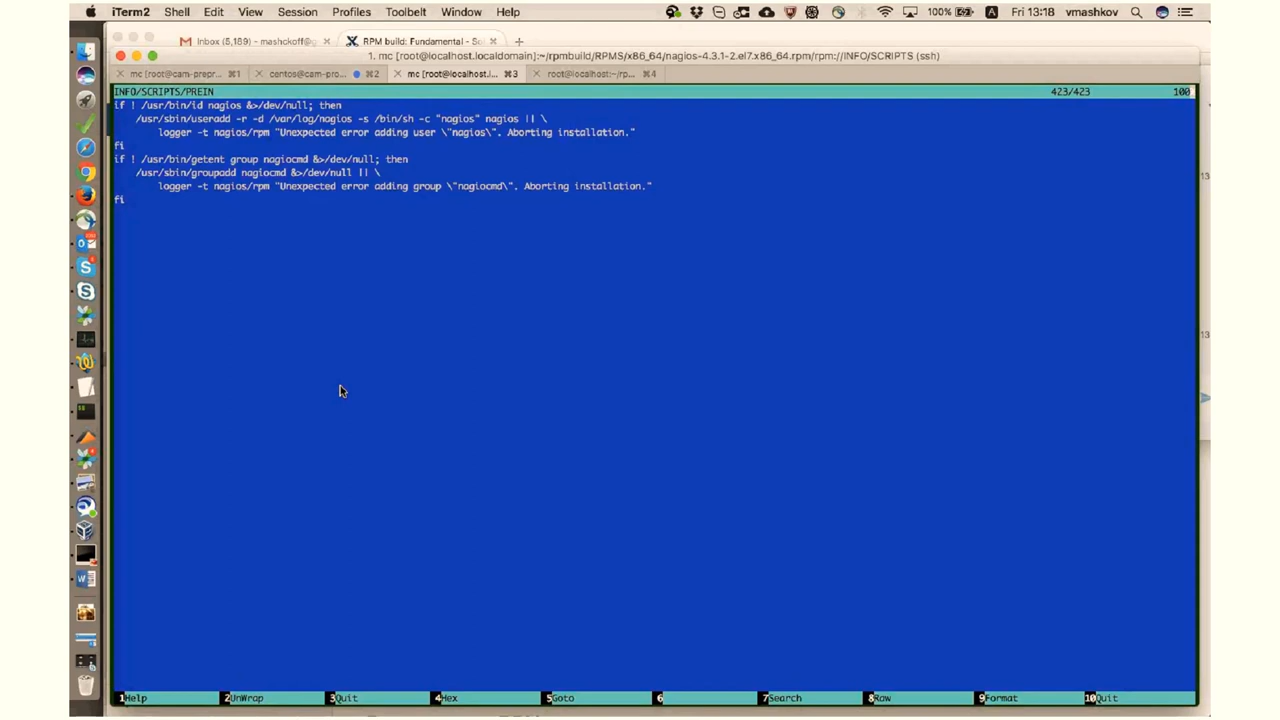 iTerm2 Shell Edit View Session Profiles Toolbelt Window Help 100% A Fri 13:18 vmashkov
Inbox (5,189) - mashckoff@g RPM build: Fundamental - So
1. mc [root@localhost.localdomain]:~/rpmbuild/RPMS/x86_64/nagios-4.3.1-2.el7.x86_64.rpm/rpm://INFO/SCRIPTS (ssh)
mc [root@cam-prepr... ⌘1 centos@cam-pro... ⌘2 mc [root@localhost.l... ⌘3 root@localhost:~/rp... ⌘4
INFO/SCRIPTS/PREIN 423/423 100
if ! /usr/bin/id nagios &>/dev/null; then
/usr/sbin/useradd -r -d /var/log/nagios -s /bin/sh -c "nagios" nagios || \
logger -t nagios/rpm "Unexpected error adding user \"nagios\". Aborting installation."
fi
if ! /usr/bin/getent group nagiocmd &>/dev/null; then
/usr/sbin/groupadd nagiocmd &>/dev/null || \
logger -t nagios/rpm "Unexpected error adding group \"nagiocmd\". Aborting installation."
fi
1Help 2UnWrap 3Quit 4Hex 5Goto 6 7Search 8Raw 9Format 10Quit